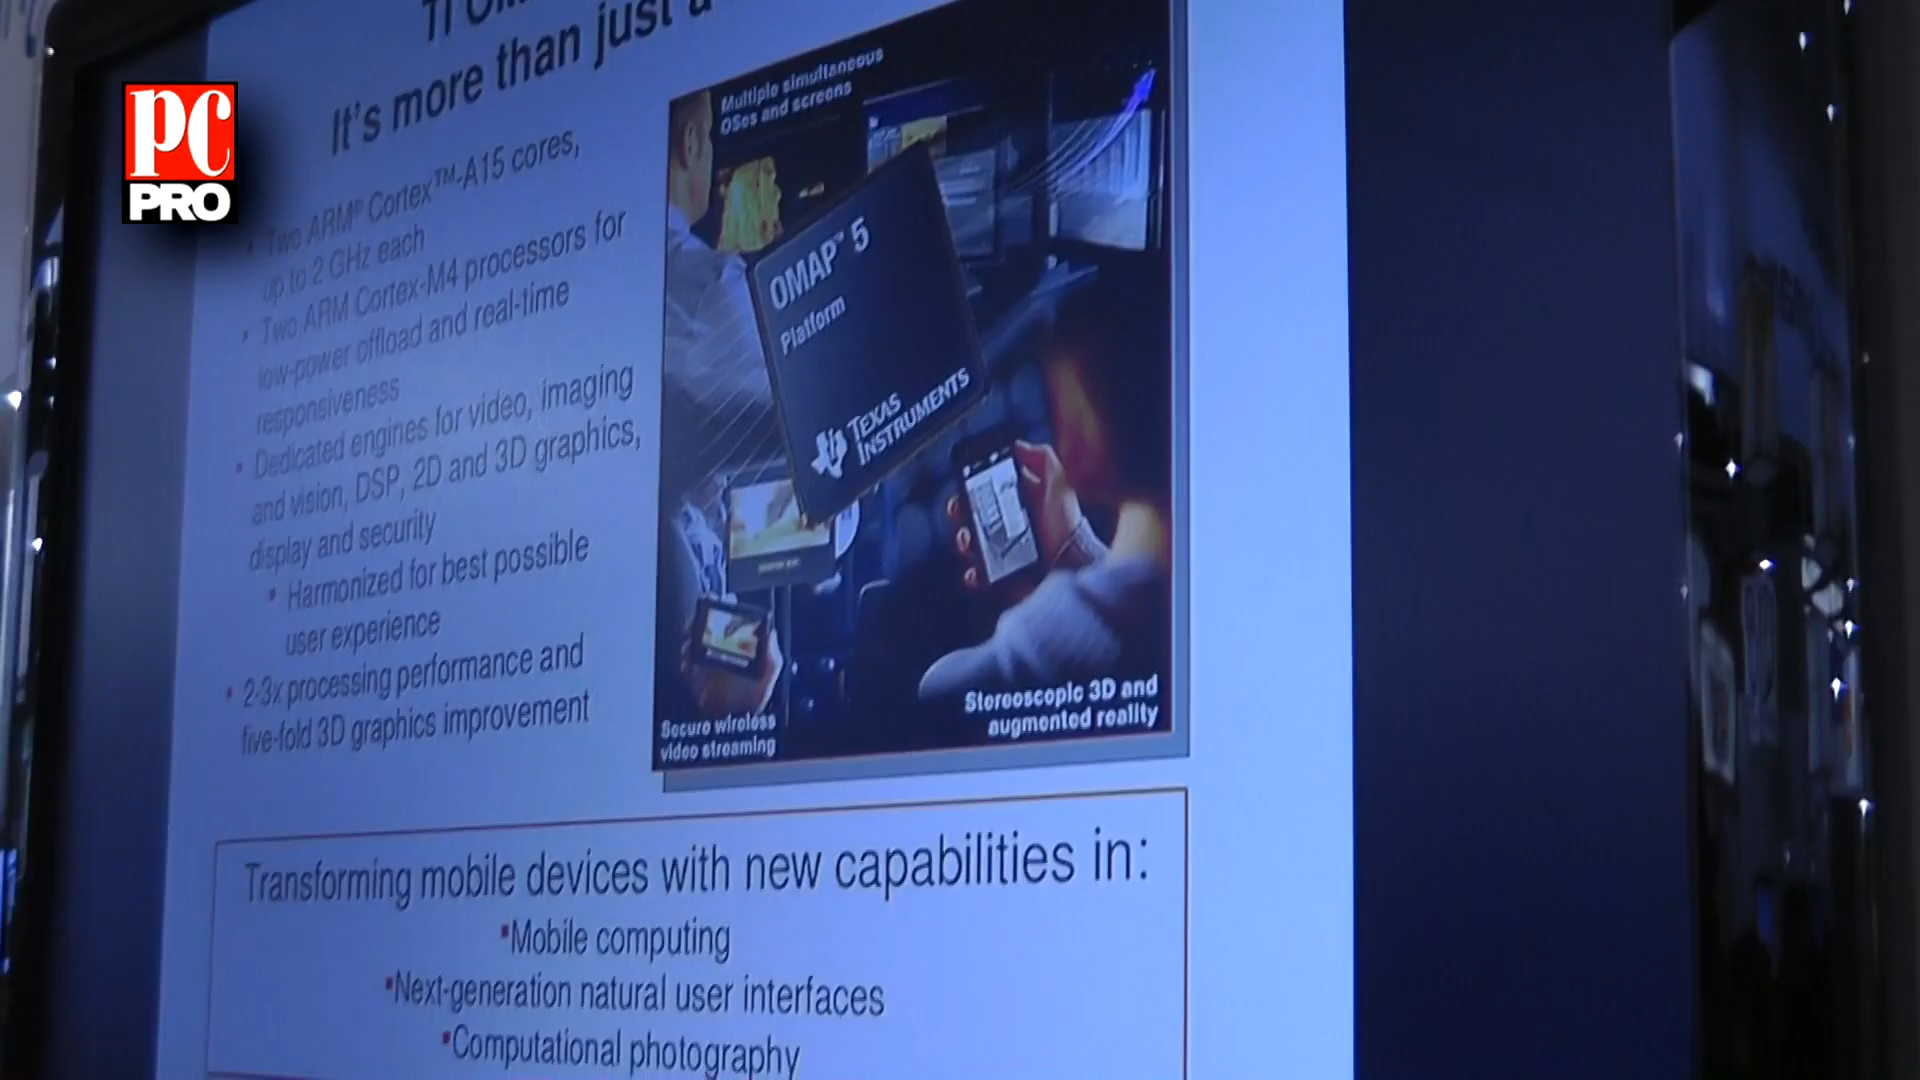 PC
PRO
It's more than just a
Two ARM® Cortex™-A15 cores,
up to 2 GHz each
Two ARM Cortex-M4 processors for
low-power offload and real-time
responsiveness
Dedicated engines for video, imaging
and vision, DSP, 2D and 3D graphics,
display and security
Harmonized for best possible
user experience
2-3x processing performance and
five-fold 3D graphics improvement
Multiple simultaneous
OSes and screens
OMAP™ 5
Platform
TEXAS
INSTRUMENTS
Secure wireless
video streaming
Stereoscopic 3D and
augmented reality
Transforming mobile devices with new capabilities in:
Mobile computing
Next-generation natural user interfaces
Computational photography